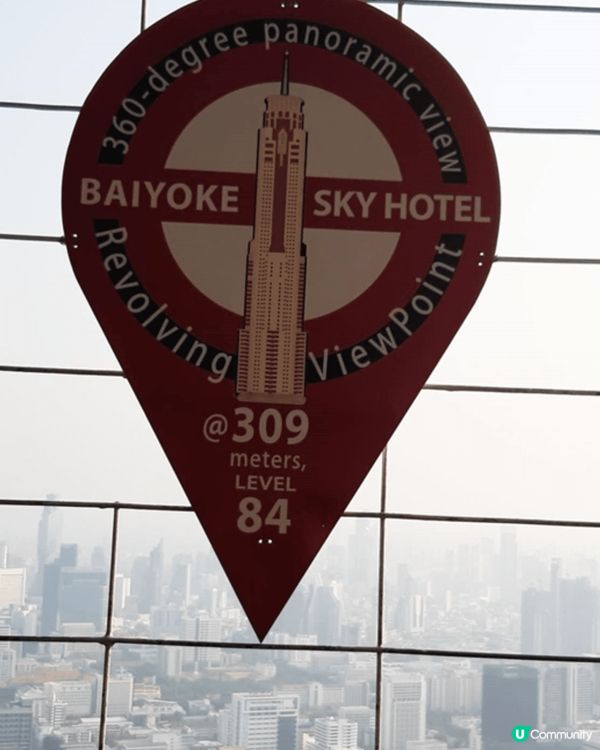 360-degree panoramic view
BAIYOKE SKY HOTEL
Revolving ViewPoint
@309
meters,
LEVEL
84
U Community